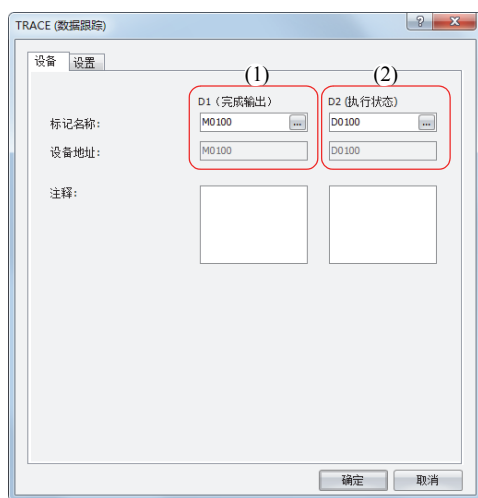 TRACE (数据跟踪)
? x
设备 设置
(1) (2)
D1（完成输出） D2 (执行状态)
标记名称: M0100 ... D0100 ...
设备地址: M0100 D0100
注释:
确定 取消